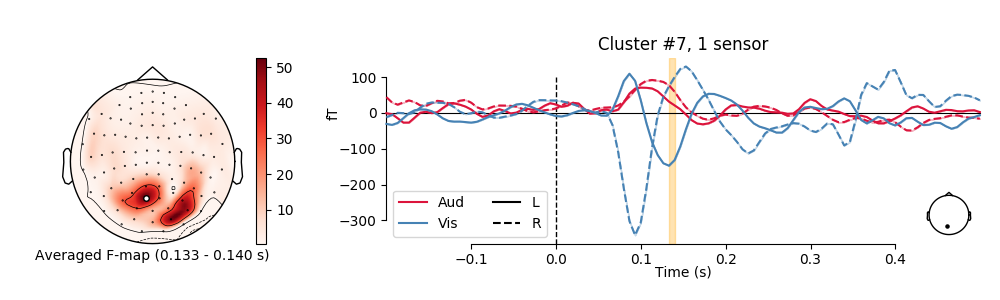 Cluster #7, 1 sensor
50
40
30
20
10
Averaged F-map (0.133 - 0.140 s)
fT
100
0
−100
−200
−300
Aud
Vis
L
R
−0.1
0.0
0.1
0.2
0.3
0.4
Time (s)